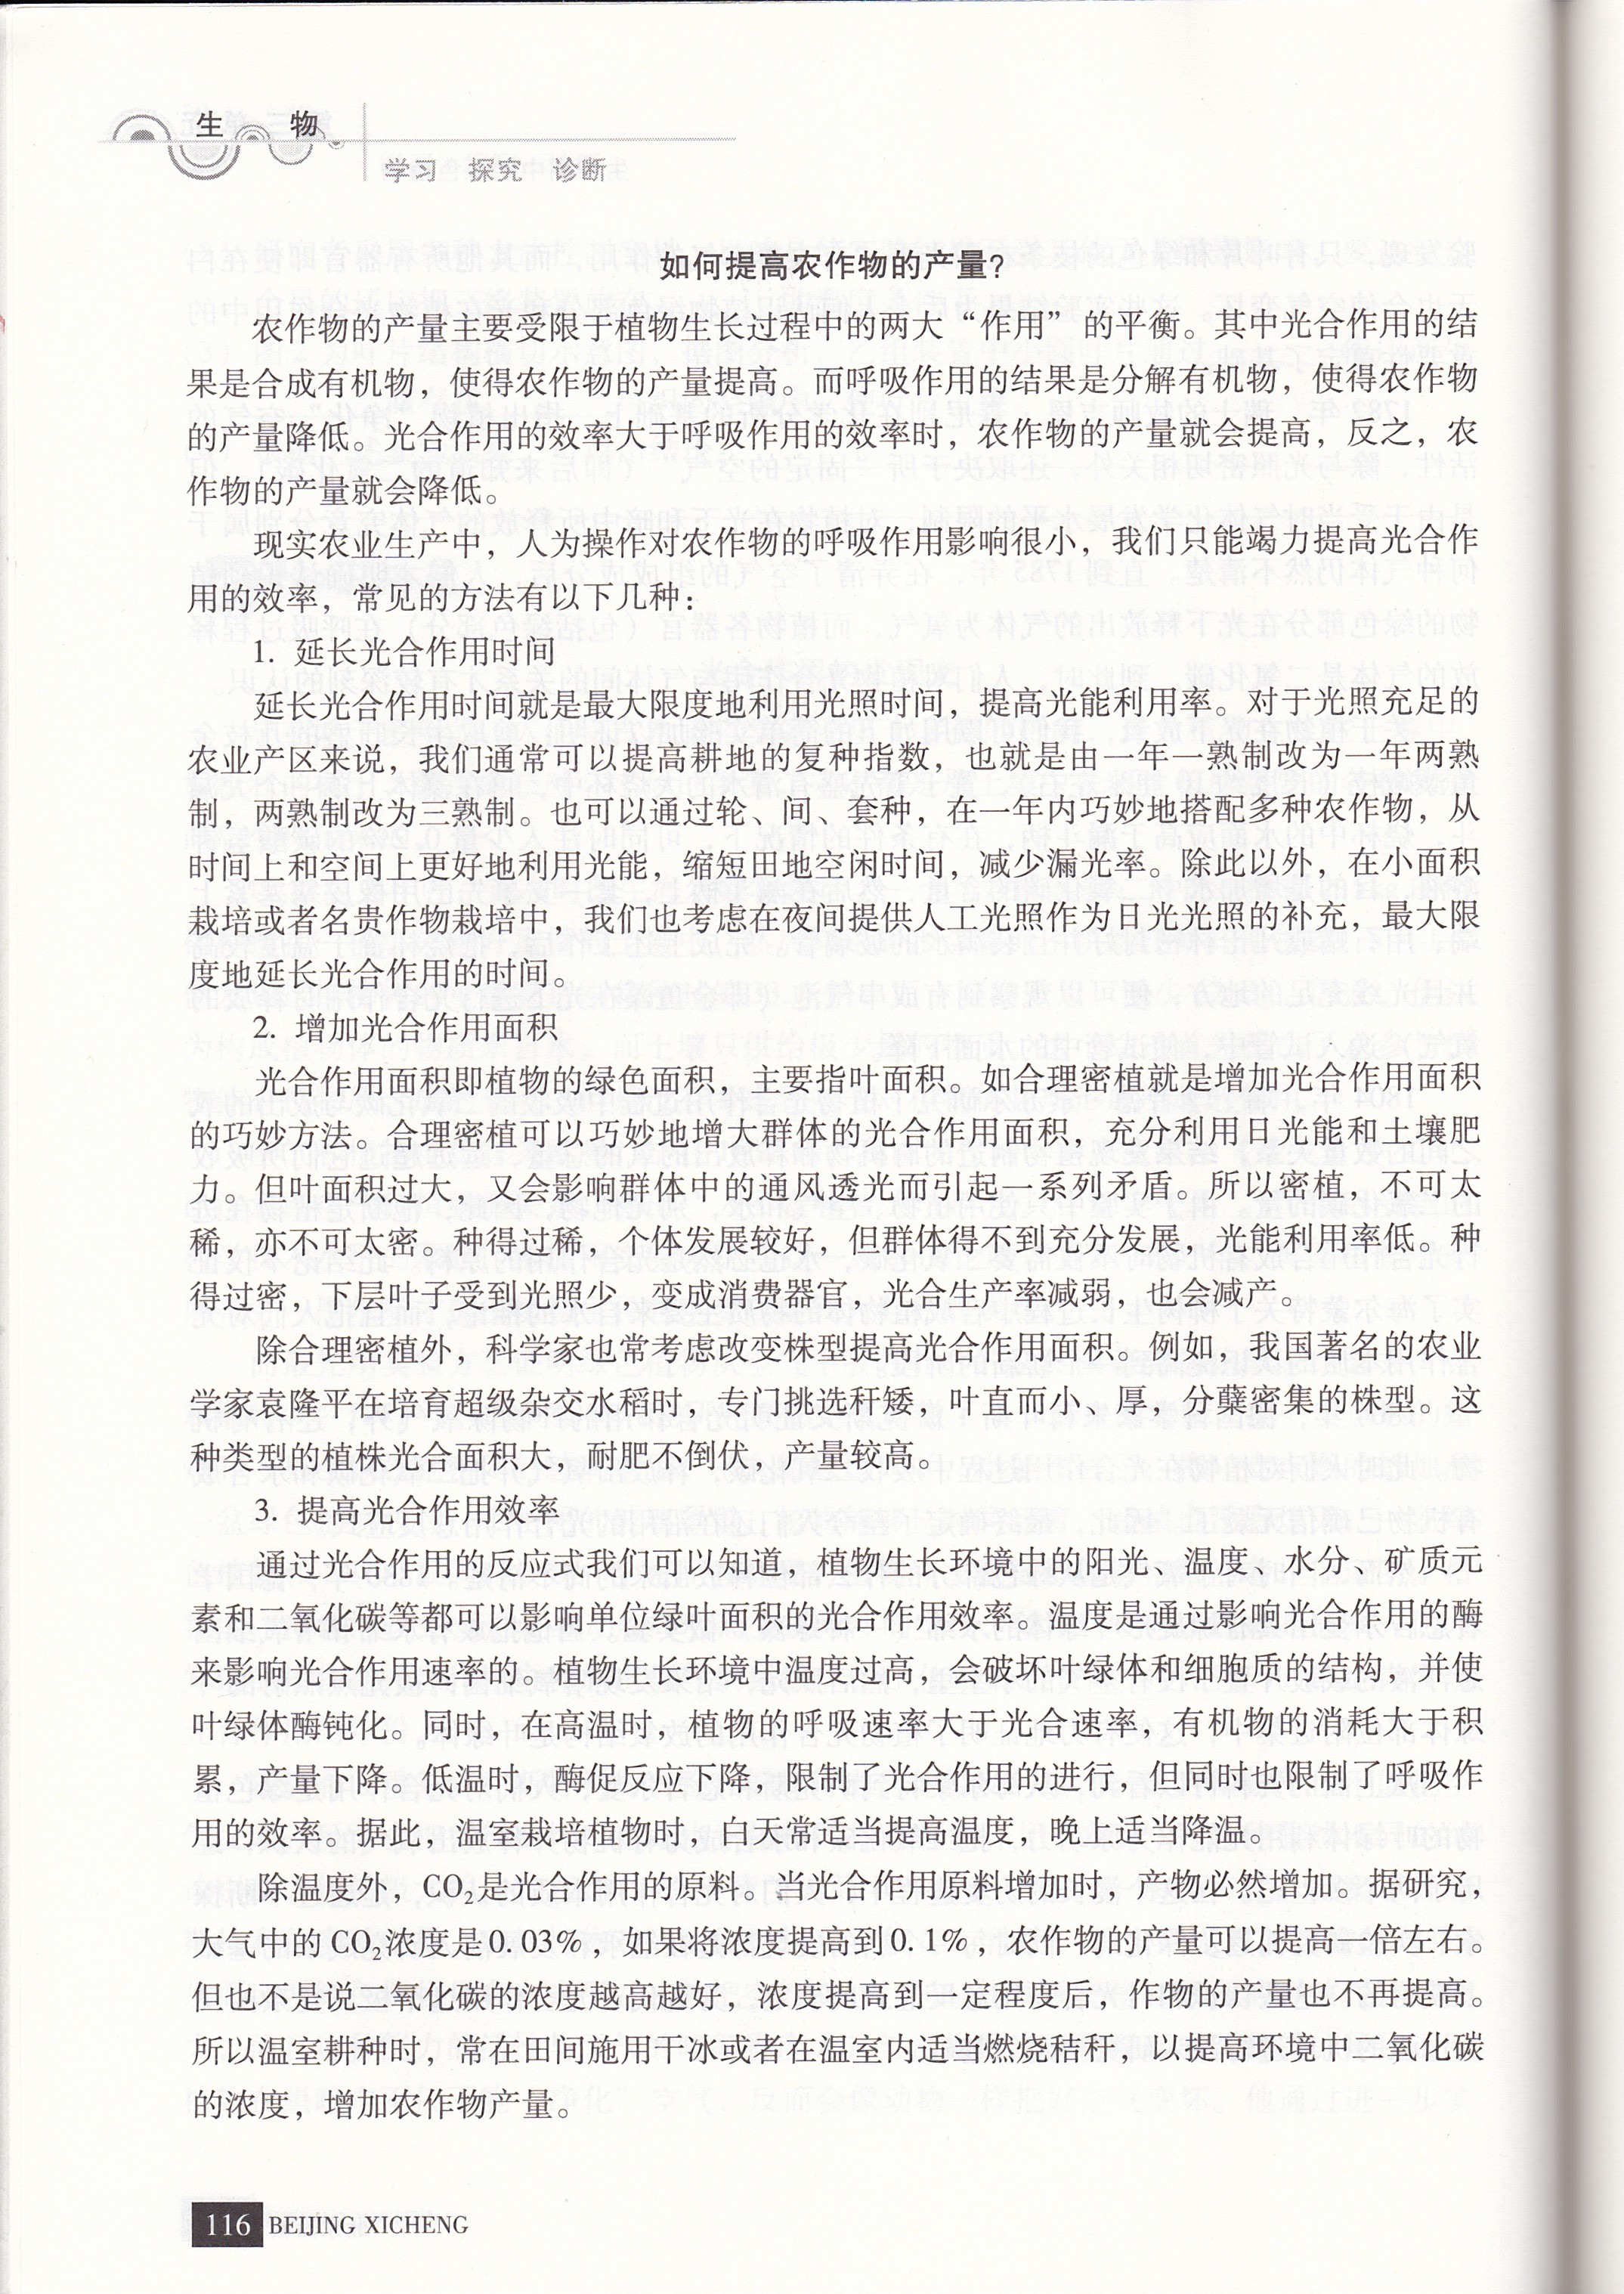 生 物
学习 探究 诊断
如何提高农作物的产量?
农作物的产量主要受限于植物生长过程中的两大“作用”的平衡。其中光合作用的结
果是合成有机物，使得农作物的产量提高。而呼吸作用的结果是分解有机物，使得农作物
的产量降低。光合作用的效率大于呼吸作用的效率时，农作物的产量就会提高，反之，农
作物的产量就会降低。
现实农业生产中，人为操作对农作物的呼吸作用影响很小，我们只能竭力提高光合作
用的效率，常见的方法有以下几种：
1. 延长光合作用时间
延长光合作用时间就是最大限度地利用光照时间，提高光能利用率。对于光照充足的
农业产区来说，我们通常可以提高耕地的复种指数，也就是由一年一熟制改为一年两熟
制，两熟制改为三熟制。也可以通过轮、间、套种，在一年内巧妙地搭配多种农作物，从
时间上和空间上更好地利用光能，缩短田地空闲时间，减少漏光率。除此以外，在小面积
栽培或者名贵作物栽培中，我们也考虑在夜间提供人工光照作为日光光照的补充，最大限
度地延长光合作用的时间。
2. 增加光合作用面积
光合作用面积即植物的绿色面积，主要指叶面积。如合理密植就是增加光合作用面积
的巧妙方法。合理密植可以巧妙地增大群体的光合作用面积，充分利用日光能和土壤肥
力。但叶面积过大，又会影响群体中的通风透光而引起一系列矛盾。所以密植，不可太
稀，亦不可太密。种得过稀，个体发展较好，但群体得不到充分发展，光能利用率低。种
得过密，下层叶子受到光照少，变成消费器官，光合生产率减弱，也会减产。
除合理密植外，科学家也常考虑改变株型提高光合作用面积。例如，我国著名的农业
学家袁隆平在培育超级杂交水稻时，专门挑选秆矮，叶直而小、厚，分蘖密集的株型。这
种类型的植株光合面积大，耐肥不倒伏，产量较高。
3. 提高光合作用效率
通过光合作用的反应式我们可以知道，植物生长环境中的阳光、温度、水分、矿质元
素和二氧化碳等都可以影响单位绿叶面积的光合作用效率。温度是通过影响光合作用的酶
来影响光合作用速率的。植物生长环境中温度过高，会破坏叶绿体和细胞质的结构，并使
叶绿体酶钝化。同时，在高温时，植物的呼吸速率大于光合速率，有机物的消耗大于积
累，产量下降。低温时，酶促反应下降，限制了光合作用的进行，但同时也限制了呼吸作
用的效率。据此，温室栽培植物时，白天常适当提高温度，晚上适当降温。
除温度外，CO₂是光合作用的原料。当光合作用原料增加时，产物必然增加。据研究，
大气中的CO₂浓度是0.03%，如果将浓度提高到0.1%，农作物的产量可以提高一倍左右。
但也不是说二氧化碳的浓度越高越好，浓度提高到一定程度后，作物的产量也不再提高。
所以温室耕种时，常在田间施用干冰或者在温室内适当燃烧秸秆，以提高环境中二氧化碳
的浓度，增加农作物产量。
116 BEIJING XICHENG